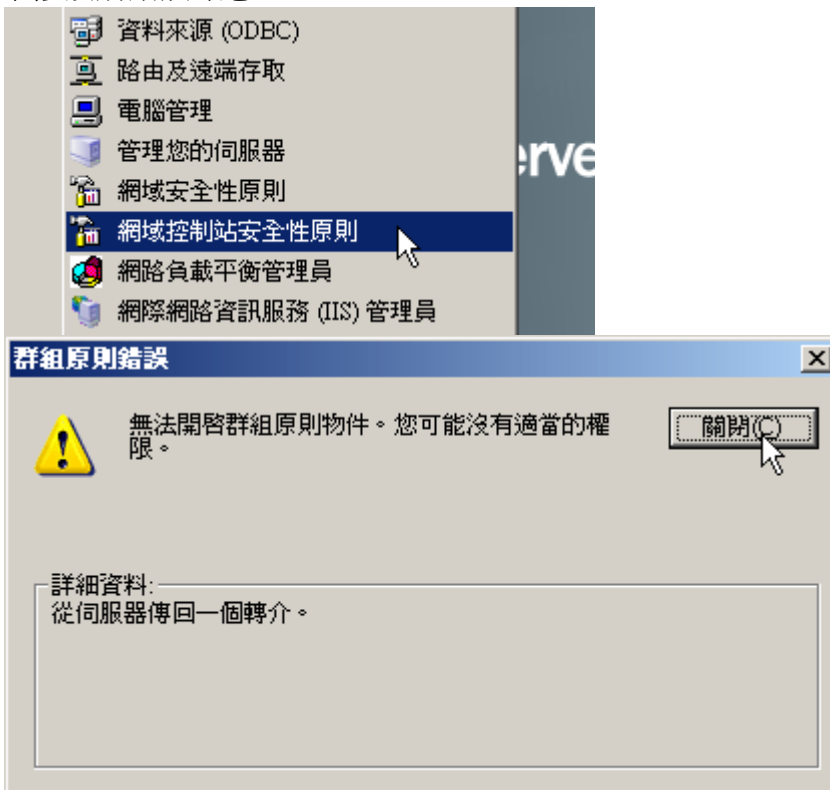 資料來源 (ODBC)
路由及遠端存取
電腦管理
管理您的伺服器
erve
網域安全性原則
網域控制站安全性原則
網路負載平衡管理員
網際網路資訊服務 (IIS) 管理員
群組原則錯誤
無法開啓群組原則物件。您可能沒有適當的權
限。
關閉(C)
詳細資料:
從伺服器傳回一個轉介。